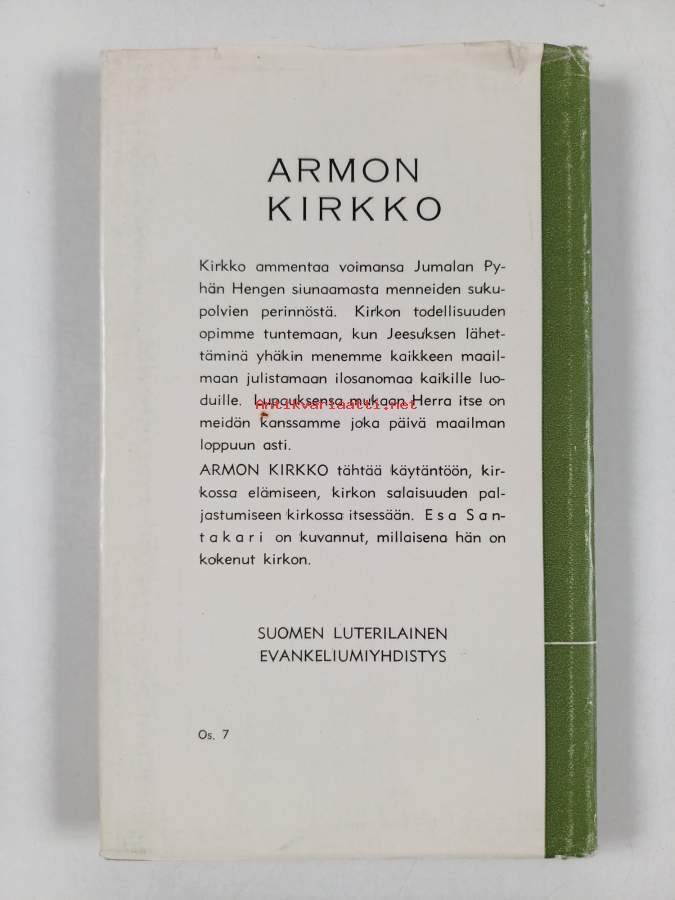 ARMON
KIRKKO
Kirkko ammentaa voimansa Jumalan Py-
hän Hengen siunaamasta menneiden suku-
polvien perinnöstä. Kirkon todellisuuden
opimme tuntemaan, kun Jeesuksen lähet-
täminä yhäkin menemme kaikkeen maail-
maan julistamaan ilosanomaa kaikille luo-
duille. Lupauksensa mukaan Herra itse on
Antikvariaatti.net
meidän kanssamme joka päivä maailman
loppuun asti.
ARMON KIRKKO tähtää käytäntöön, kir-
kossa elämiseen, kirkon salaisuuden pal-
jastumiseen kirkossa itsessään. Esa San-
takari on kuvannut, millaisena hän on
kokenut kirkon.
SUOMEN LUTERILAINEN
EVANKELIUMIYHDISTYS
Os. 7